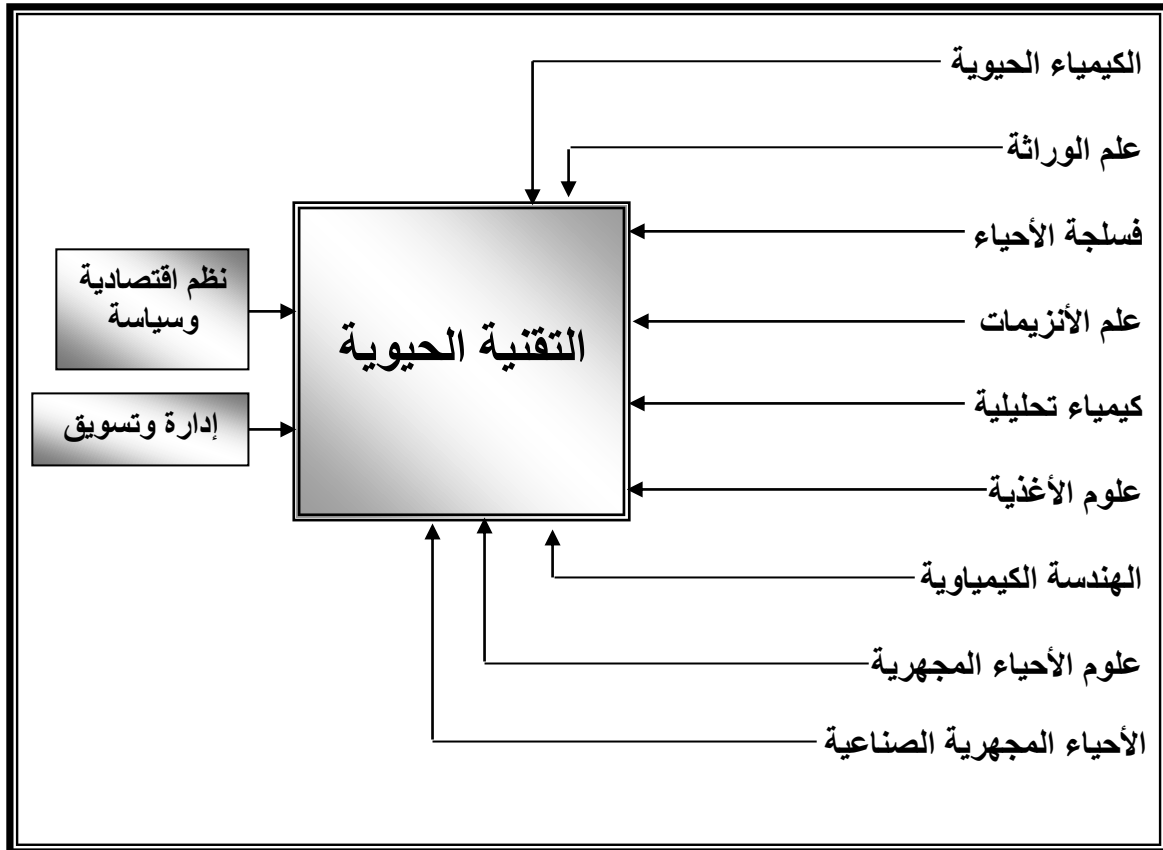 الكيمياء الحيوية
علم الوراثة
فسلجة الأحياء
علم الأنزيمات
كيمياء تحليلية
علوم الأغذية
الهندسة الكيمياوية
علوم الأحياء المجهرية
الأحياء المجهرية الصناعية
التقنية الحيوية
نظم اقتصادية
وسياسة
إدارة وتسويق